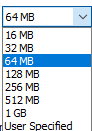 64 MB
16 MB
32 MB
64 MB
128 MB
256 MB
512 MB
1 GB
User Specified